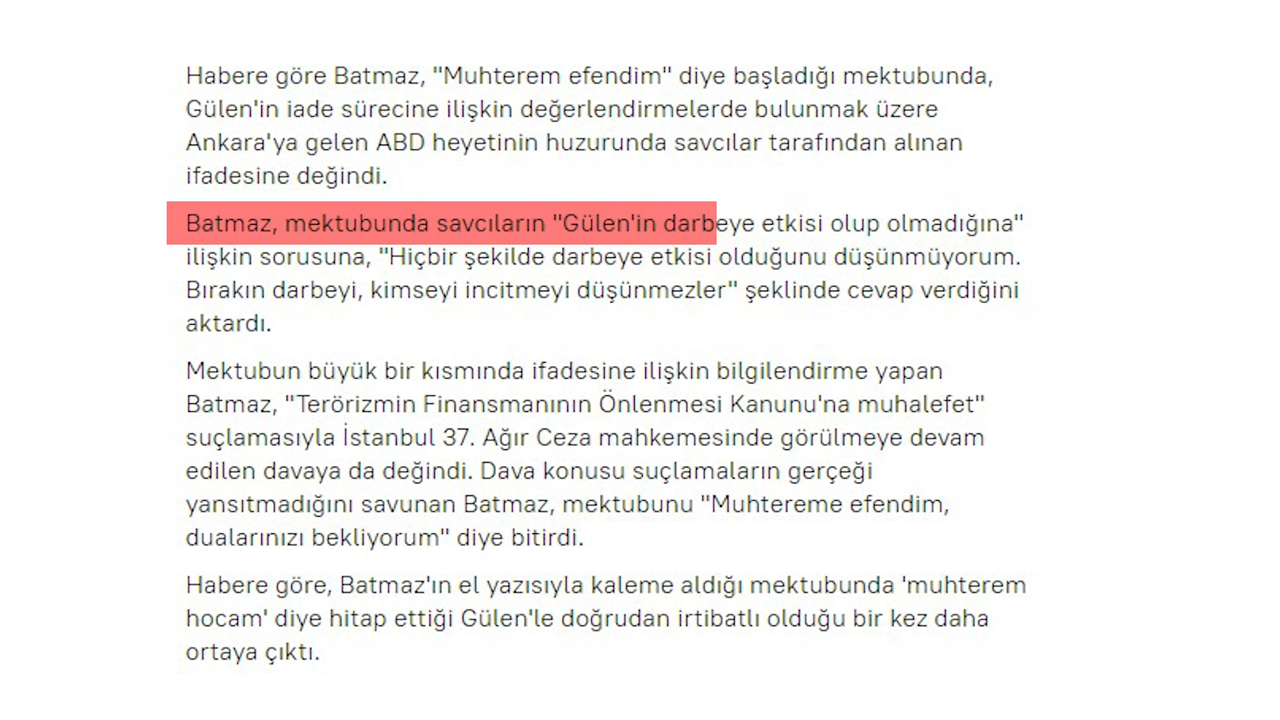 Habere göre Batmaz, "Muhterem efendim" diye başladığı mektubunda,
Gülen'in iade sürecine ilişkin değerlendirmelerde bulunmak üzere
Ankara'ya gelen ABD heyetinin huzurunda savcılar tarafından alınan
ifadesine değindi.
Batmaz, mektubunda savcıların "Gülen'in darbeye etkisi olup olmadığına"
ilişkin sorusuna, "Hiçbir şekilde darbeye etkisi olduğunu düşünmüyorum.
Bırakın darbeyi, kimseyi incitmeyi düşünmezler" şeklinde cevap verdiğini
aktardı.
Mektubun büyük bir kısmında ifadesine ilişkin bilgilendirme yapan
Batmaz, "Terörizmin Finansmanının Önlenmesi Kanunu'na muhalefet"
suçlamasıyla İstanbul 37. Ağır Ceza mahkemesinde görülmeye devam
edilen davaya da değindi. Dava konusu suçlamaların gerçeği
yansıtmadığını savunan Batmaz, mektubunu "Muhtereme efendim,
dualarınızı bekliyorum" diye bitirdi.
Habere göre, Batmaz'ın el yazısıyla kaleme aldığı mektubunda 'muhterem
hocam' diye hitap ettiği Gülen'le doğrudan irtibatlı olduğu bir kez daha
ortaya çıktı.